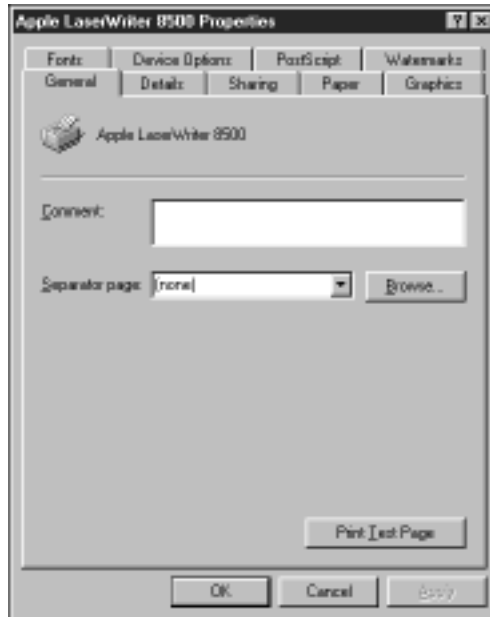 Apple LaserWriter 8500 Properties
Fonts Device Options PostScript Watermarks
General Details Sharing Paper Graphics
Apple LaserWriter 8500
Comment:
Separator page: (none) Browse...
Print Test Page
OK Cancel Apply